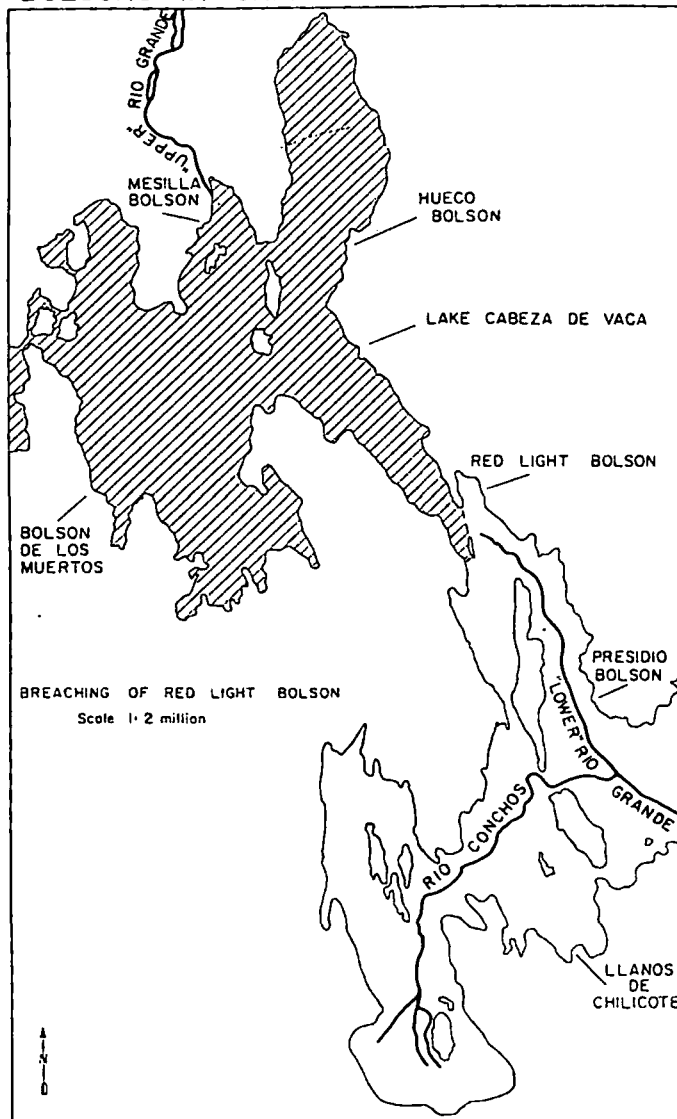 "UPPER" RIO GRANDE
MESILLA
BOLSON
HUECO
BOLSON
LAKE CABEZA DE VACA
RED LIGHT BOLSON
BOLSON
DE LOS
MUERTOS
PRESIDIO
BOLSON
BREACHING OF RED LIGHT BOLSON
Scale 1: 2 million
"LOWER" RIO GRANDE
RIO CONCHOS
D
LLANOS
DE
CHILICOTE
N